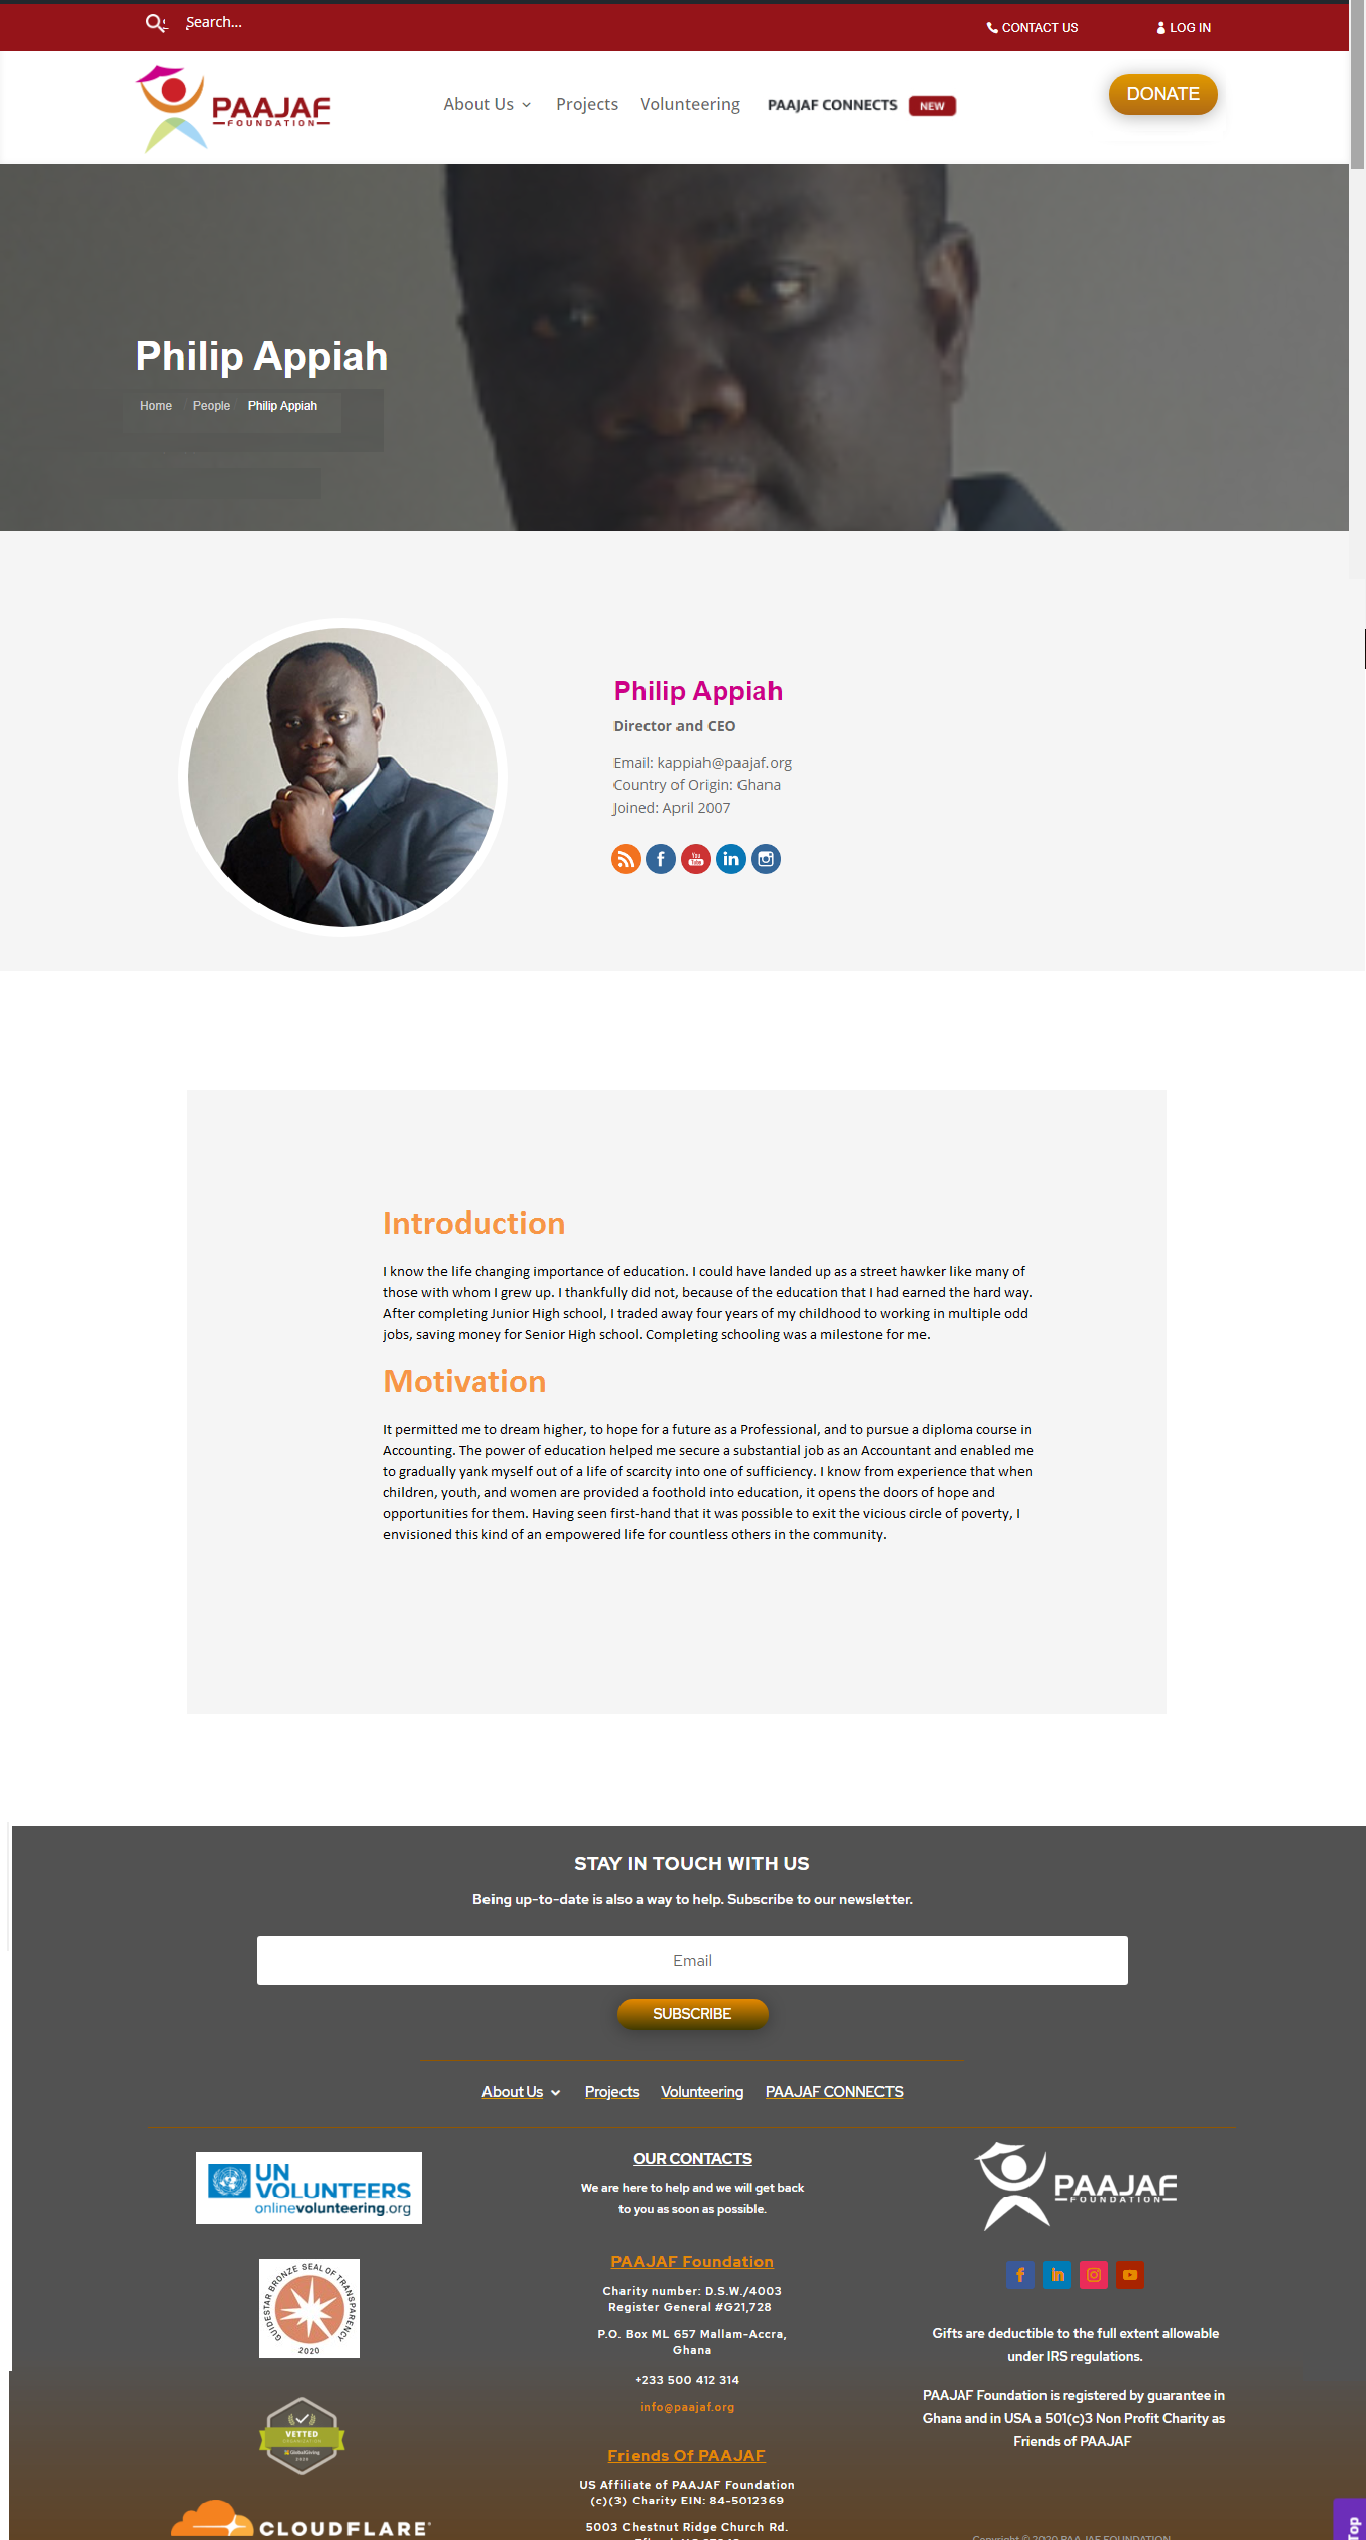 Search...
CONTACT US
LOG IN
PAAJAF
FOUNDATION
About Us
Projects
Volunteering
PAAJAF CONNECTS
NEW
DONATE
Philip Appiah
Home
People
Philip Appiah
Philip Appiah
Director and CEO
Email: kappiah@paajaf.org
Country of Origin: Ghana
Joined: April 2007
You
Tube
Introduction
I know the life changing importance of education. I could have landed up as a street hawker like many of
those with whom I grew up. I thankfully did not, because of the education that I had earned the hard way.
After completing Junior High school, I traded away four years of my childhood to working in multiple odd
jobs, saving money for Senior High school. Completing schooling was a milestone for me.
Motivation
It permitted me to dream higher, to hope for a future as a Professional, and to pursue a diploma course in
Accounting. The power of education helped me secure a substantial job as an Accountant and enabled me
to gradually yank myself out of a life of scarcity into one of sufficiency. I know from experience that when
children, youth, and women are provided a foothold into education, it opens the doors of hope and
opportunities for them. Having seen first-hand that it was possible to exit the vicious circle of poverty, I
envisioned this kind of an empowered life for countless others in the community.
STAY IN TOUCH WITH US
Being up-to-date is also a way to help. Subscribe to our newsletter.
Email
SUBSCRIBE
About Us
Projects
Volunteering
PAAJAF CONNECTS
UN
VOLUNTEERS
onlinevolunteering.org
GUIDESTAR BRONZE SEAL OF TRANSPARENCY
2020
VETTED
ORGANIZATION
GlobalGiving
2020
CLOUDFLARE
OUR CONTACTS
We are here to help and we will get back
to you as soon as possible.
PAAJAF Foundation
Charity number: D.S.W./4003
Register General #G21,728
P.O. Box ML 657 Mallam-Accra,
Ghana
+233 500 412 314
info@paajaf.org
Friends Of PAAJAF
US Affiliate of PAAJAF Foundation
(c)(3) Charity EIN: 84-5012369
5003 Chestnut Ridge Church Rd.
PAAJAF
FOUNDATION
Gifts are deductible to the full extent allowable
under IRS regulations.
PAAJAF Foundation is registered by guarantee in
Ghana and in USA a 501(c)3 Non Profit Charity as
Friends of PAAJAF
Copyright © 2020 PAAJAF FOUNDATION
Top